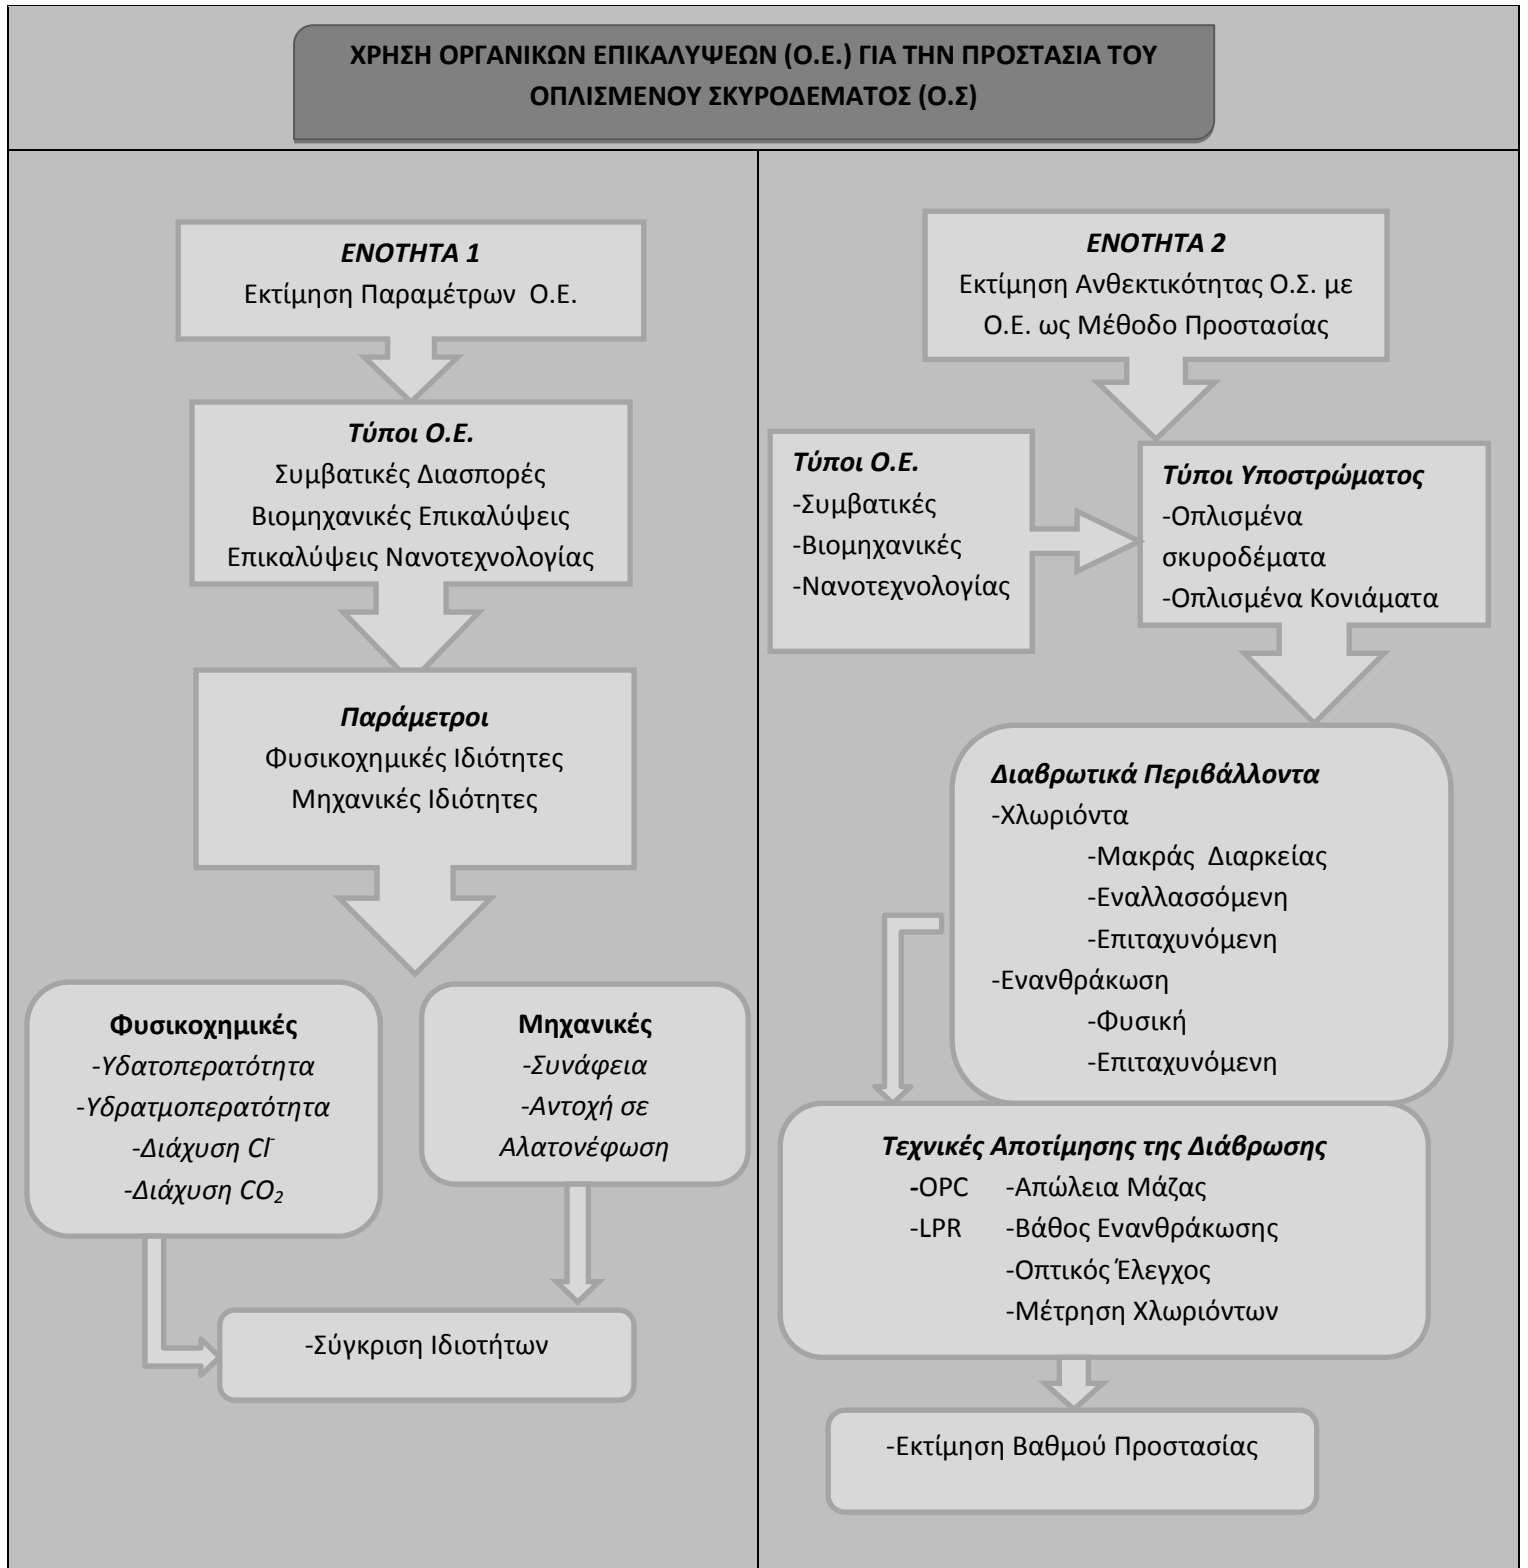 ΧΡΗΣΗ ΟΡΓΑΝΙΚΩΝ ΕΠΙΚΑΛΥΨΕΩΝ (Ο.Ε.) ΓΙΑ ΤΗΝ ΠΡΟΣΤΑΣΙΑ ΤΟΥ
ΟΠΛΙΣΜΕΝΟΥ ΣΚΥΡΟΔΕΜΑΤΟΣ (Ο.Σ)
ΕΝΟΤΗΤΑ 1
Εκτίμηση Παραμέτρων Ο.Ε.
Τύποι Ο.Ε.
Συμβατικές Διασπορές
Βιομηχανικές Επικαλύψεις
Επικαλύψεις Νανοτεχνολογίας
Παράμετροι
Φυσικοχημικές Ιδιότητες
Μηχανικές Ιδιότητες
Φυσικοχημικές
-Υδατοπερατότητα
-Υδρατμοπερατότητα
-Διάχυση Cl⁻
-Διάχυση CO₂
Μηχανικές
-Συνάφεια
-Αντοχή σε
Αλατονέφωση
-Σύγκριση Ιδιοτήτων
ΕΝΟΤΗΤΑ 2
Εκτίμηση Ανθεκτικότητας Ο.Σ. με
Ο.Ε. ως Μέθοδο Προστασίας
Τύποι Ο.Ε.
-Συμβατικές
-Βιομηχανικές
-Νανοτεχνολογίας
Τύποι Υποστρώματος
-Οπλισμένα
σκυροδέματα
-Οπλισμένα Κονιάματα
Διαβρωτικά Περιβάλλοντα
-Χλωριόντα
-Μακράς Διαρκείας
-Εναλλασσόμενη
-Επιταχυνόμενη
-Ενανθράκωση
-Φυσική
-Επιταχυνόμενη
Τεχνικές Αποτίμησης της Διάβρωσης
-OPC -Απώλεια Μάζας
-LPR -Βάθος Ενανθράκωσης
-Οπτικός Έλεγχος
-Μέτρηση Χλωριόντων
-Εκτίμηση Βαθμού Προστασίας